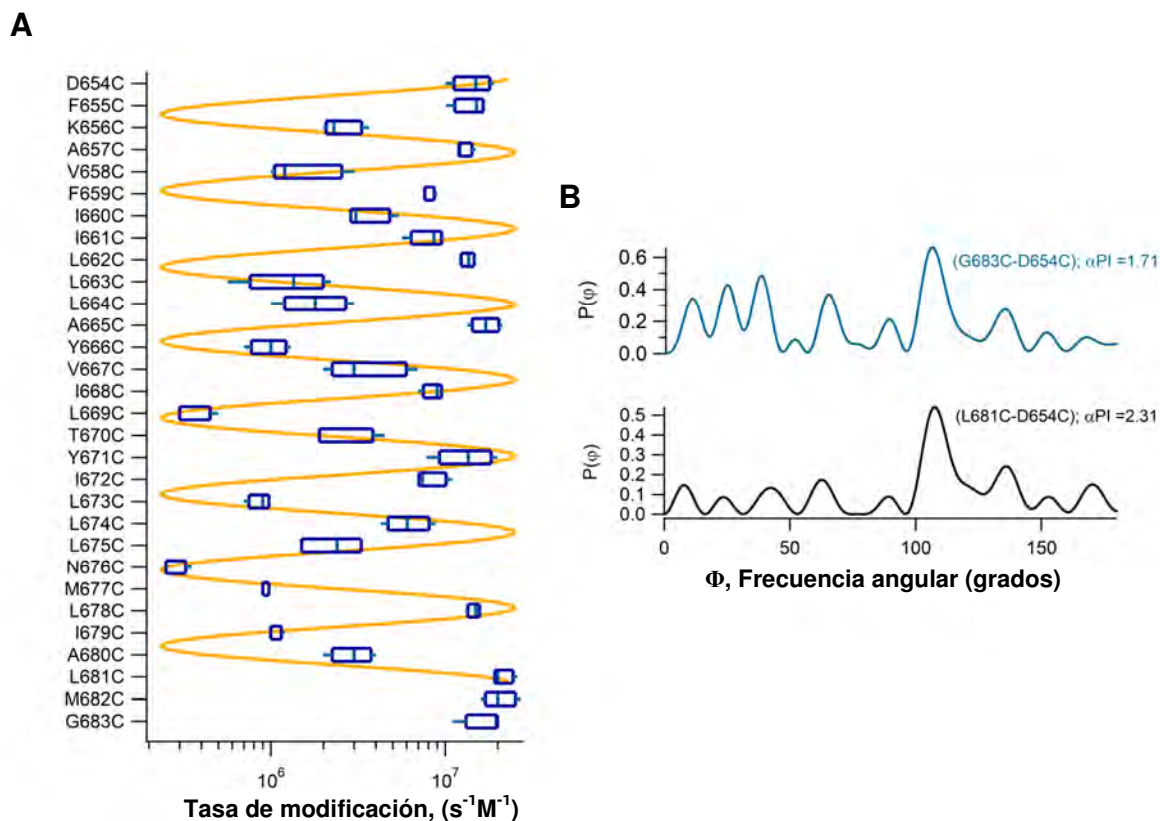 A
D654C
F655C
K656C
A657C
V658C
F659C
I660C
I661C
L662C
L663C
L664C
A665C
Y666C
V667C
I668C
L669C
T670C
Y671C
I672C
L673C
L674C
L675C
N676C
M677C
L678C
I679C
A680C
L681C
M682C
G683C
10⁶ 10⁷
Tasa de modificación, (s⁻¹M⁻¹)
B
(G683C-D654C); αPI =1.71
P(φ)
0.6
0.4
0.2
0.0
(L681C-D654C); αPI =2.31
P(φ)
0.5
0.4
0.3
0.2
0.1
0.0
0 50 100 150
Φ, Frecuencia angular (grados)